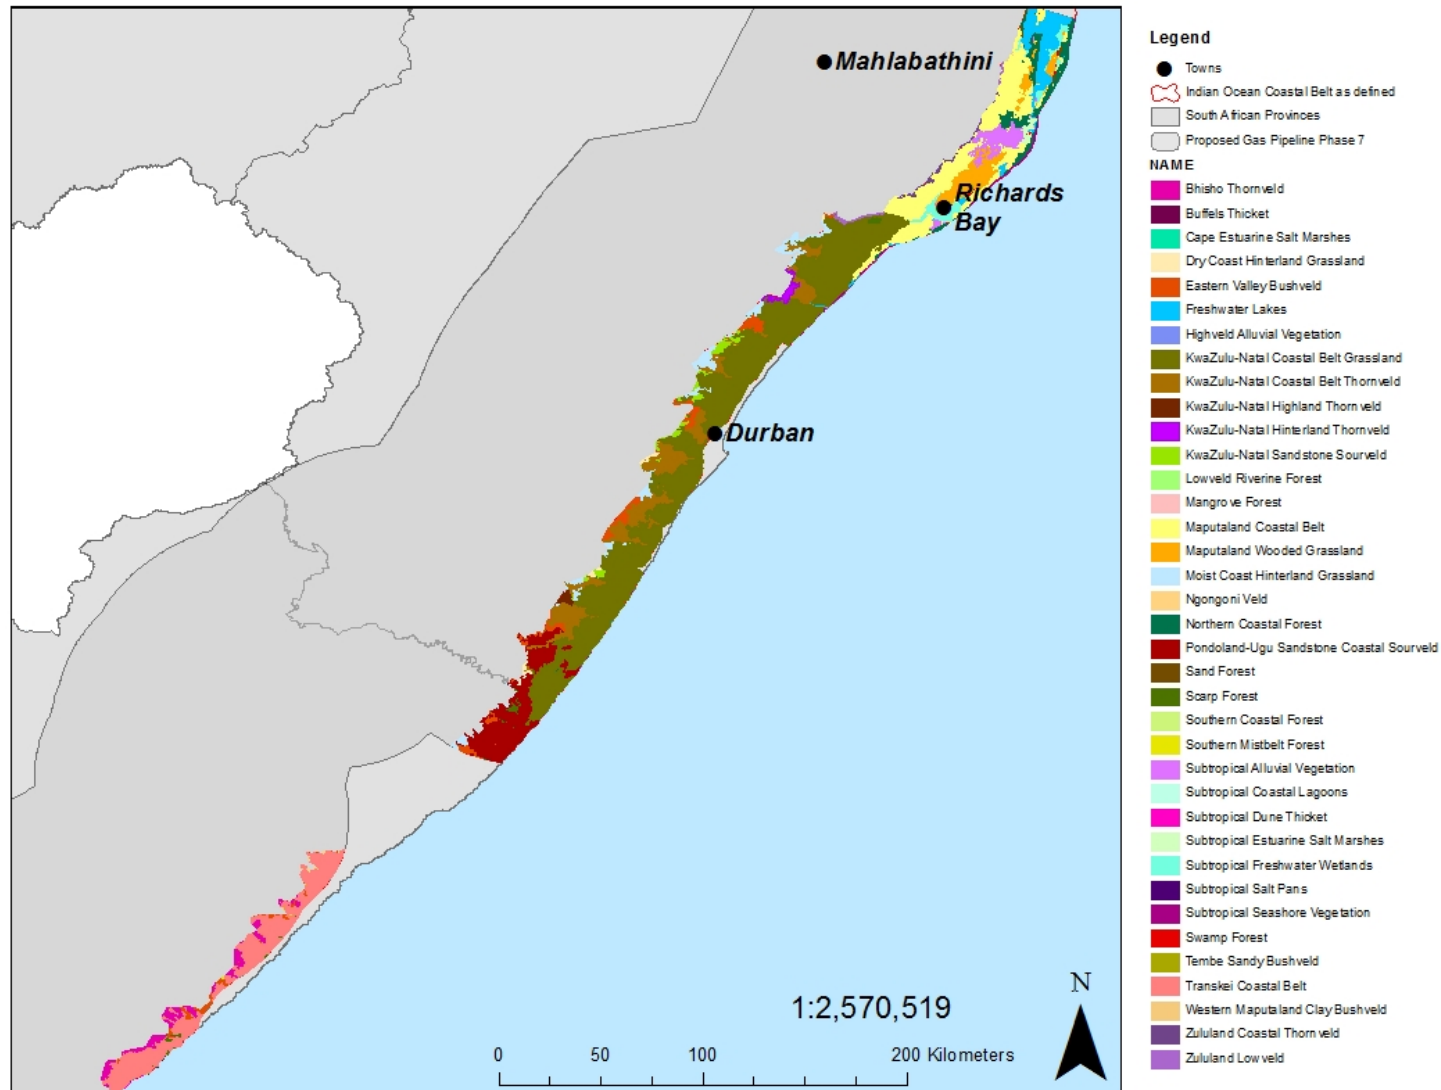 Mahlabathini
Richards
Bay
Durban
1:2,570,519
N
0 50 100 200 Kilometers
Legend
Towns
Indian Ocean Coastal Belt as defined
South African Provinces
Proposed Gas Pipeline Phase 7
NAME
Bhisho Thornveld
Buffels Thicket
Cape Estuarine Salt Marshes
Dry Coast Hinterland Grassland
Eastern Valley Bushveld
Freshwater Lakes
Highveld Alluvial Vegetation
KwaZulu-Natal Coastal Belt Grassland
KwaZulu-Natal Coastal Belt Thornveld
KwaZulu-Natal Highland Thornveld
KwaZulu-Natal Hinterland Thornveld
KwaZulu-Natal Sandstone Sourveld
Lowveld Riverine Forest
Mangrove Forest
Maputaland Coastal Belt
Maputaland Wooded Grassland
Moist Coast Hinterland Grassland
Ngongoni Veld
Northern Coastal Forest
Pondoland-Ugu Sandstone Coastal Sourveld
Sand Forest
Scarp Forest
Southern Coastal Forest
Southern Mistbelt Forest
Subtropical Alluvial Vegetation
Subtropical Coastal Lagoons
Subtropical Dune Thicket
Subtropical Estuarine Salt Marshes
Subtropical Freshwater Wetlands
Subtropical Salt Pans
Subtropical Seashore Vegetation
Swamp Forest
Tembe Sandy Bushveld
Transkei Coastal Belt
Western Maputaland Clay Bushveld
Zululand Coastal Thornveld
Zululand Lowveld